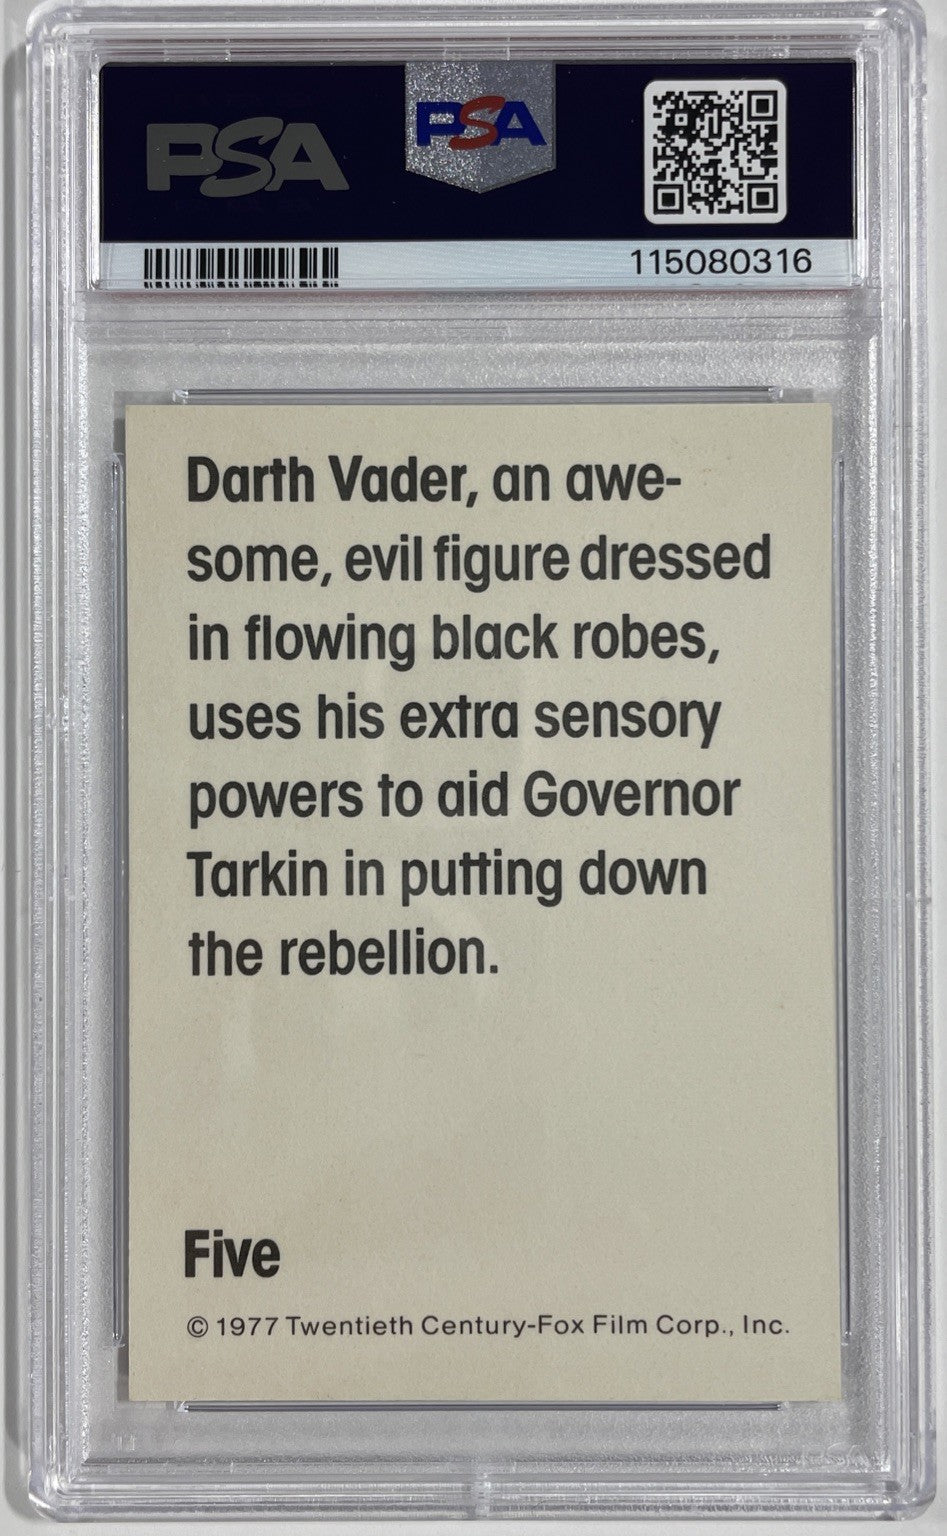 PSA
PSA
115080316
Darth Vader, an awe-
some, evil figure dressed
in flowing black robes,
uses his extra sensory
powers to aid Governor
Tarkin in putting down
the rebellion.
Five
© 1977 Twentieth Century-Fox Film Corp., Inc.